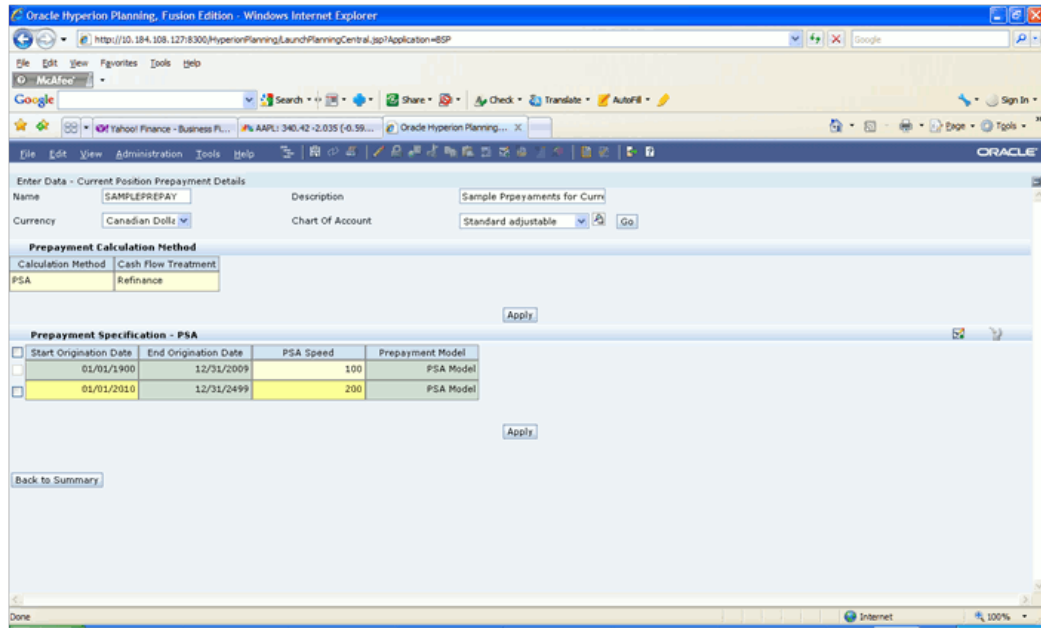 Oracle Hyperion Planning, Fusion Edition - Windows Internet Explorer
http://10.184.108.127:8300/HyperionPlanning/LaunchPlanningCentral.jsp?Application=BSP
Google
File Edit View Favorites Tools Help
McAfee
Google Share Check Translate AutoFill Sign In
Search
Yahoo! Finance - Business Fi... AAPL: 340.42 -2.035 (-0.59... Oracle Hyperion Planning... X Page Tools
File Edit View Administration Tools Help ORACLE
Enter Data - Current Position Prepayment Details
Name SAMPLEPREPAY Description Sample Prpeyaments for Curre
Currency Canadian Dolla Chart Of Account Standard adjustable Go
Prepayment Calculation Method
Calculation Method Cash Flow Treatment
PSA Refinance
Apply
Prepayment Specification - PSA
Start Origination Date End Origination Date PSA Speed Prepayment Model
01/01/1900 12/31/2009 100 PSA Model
01/01/2010 12/31/2499 200 PSA Model
Apply
Back to Summary
Done Internet 100%